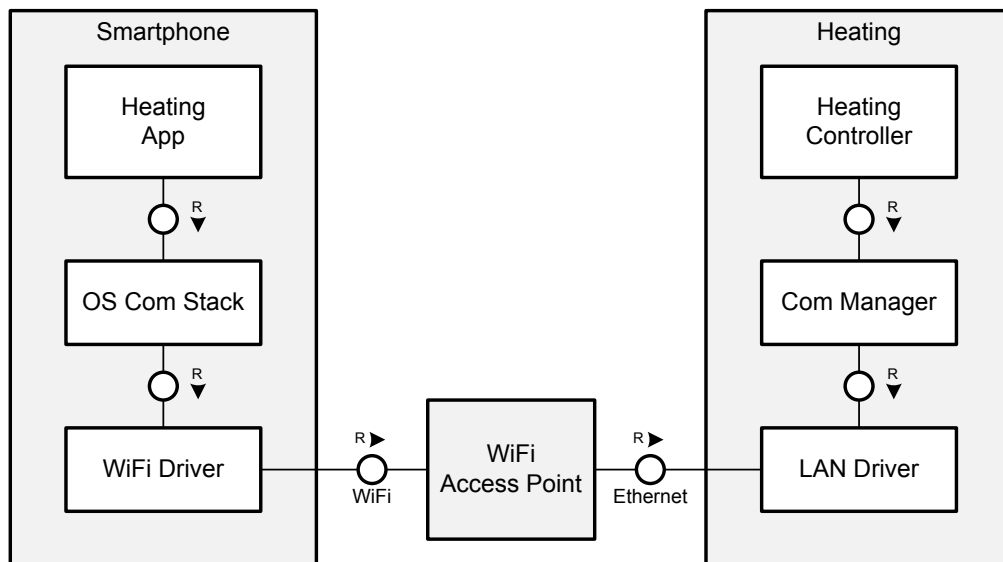 Smartphone
Heating
App
R
OS Com Stack
R
WiFi Driver
R
WiFi
WiFi
Access Point
R
Ethernet
Heating
Heating
Controller
R
Com Manager
R
LAN Driver